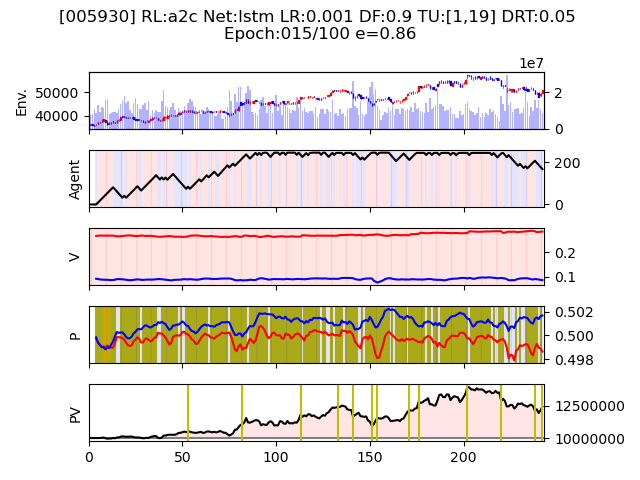 [005930] RL:a2c Net:lstm LR:0.001 DF:0.9 TU:[1,19] DRT:0.05
Epoch:015/100 e=0.86
1e7
Env.
50000
40000
2
0
Agent
200
0
V
0.2
0.1
P
0.502
0.500
0.498
PV
12500000
10000000
0 50 100 150 200